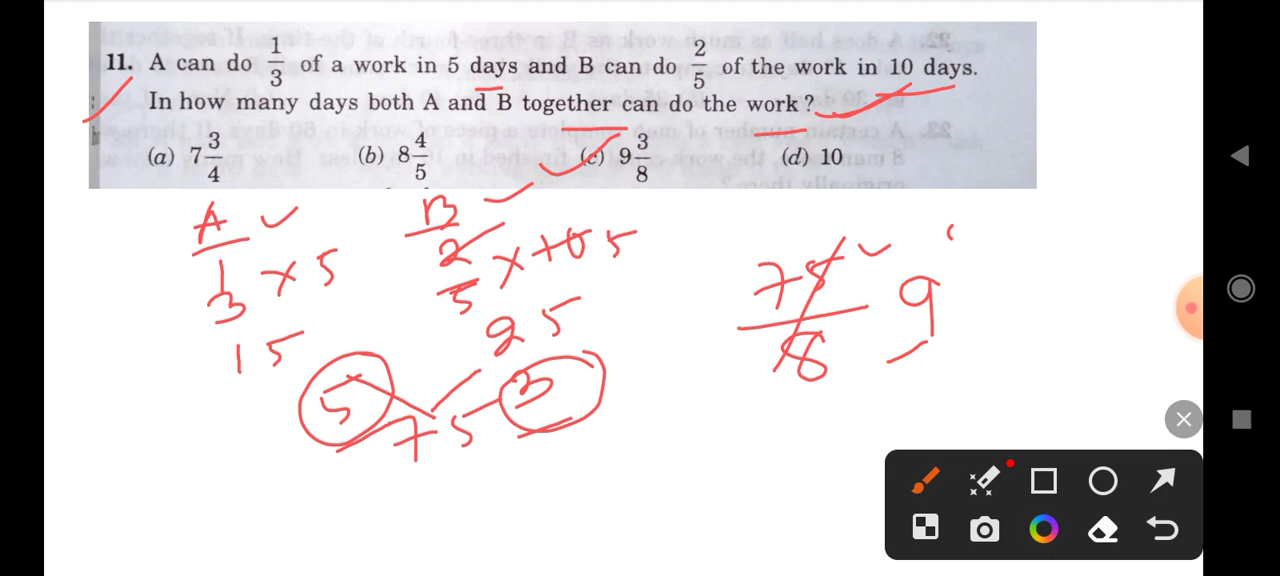 11. A can do 1/3 of a work in 5 days and B can do 2/5 of the work in 10 days.
In how many days both A and B together can do the work?
(a) 7 3/4 (b) 8 4/5 (c) 9 3/8 (d) 10
A B
1/3 × 5 2/5 × 10 5
15 25
5 75 3
75/8 9